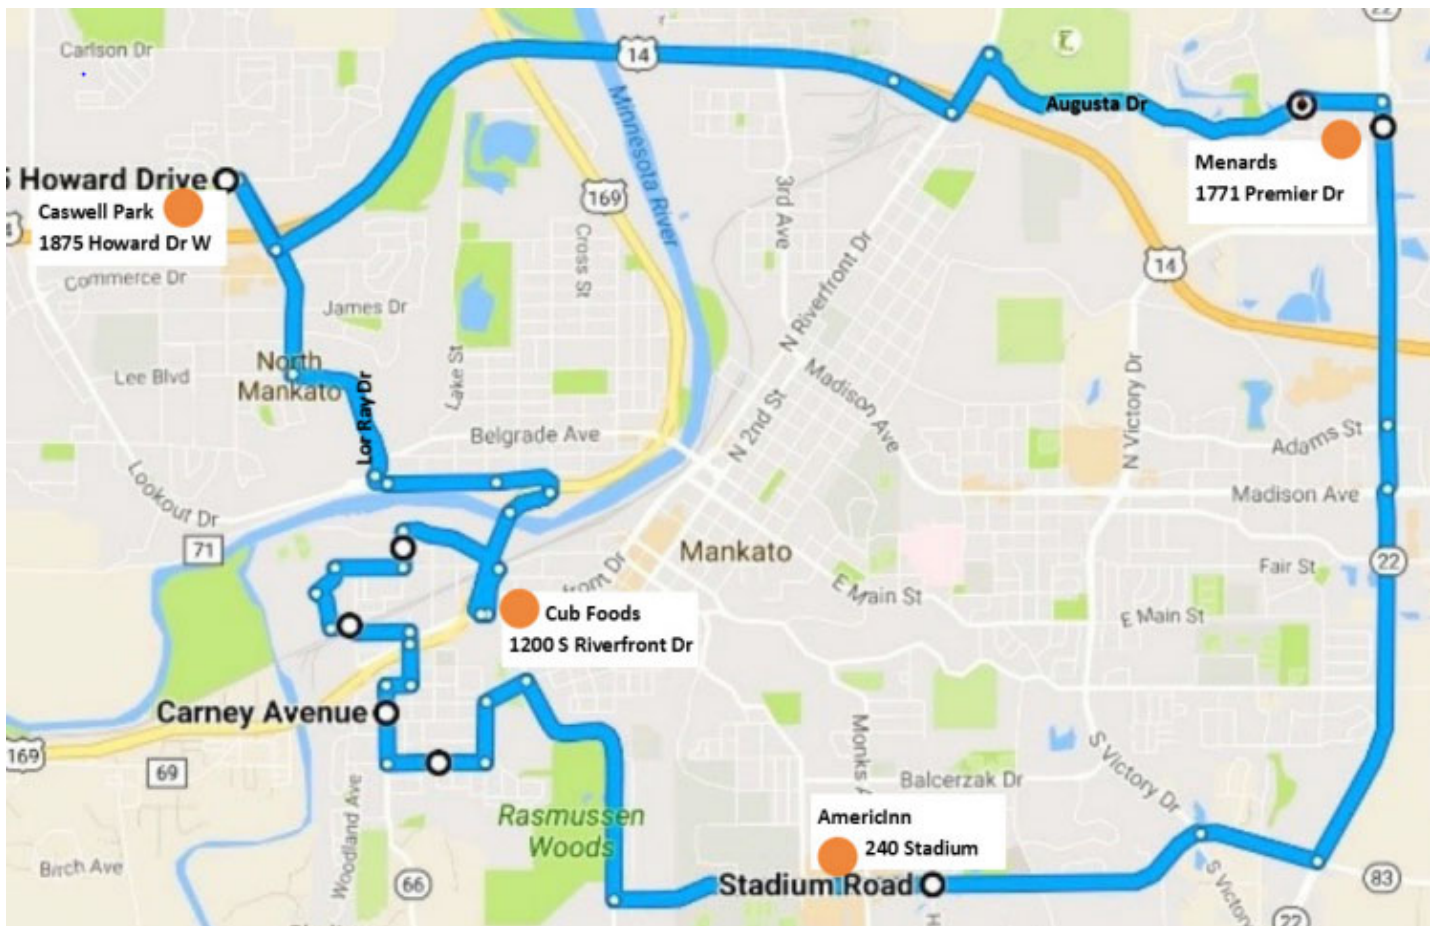 22
Carlson Dr
14
Minnesota River
Augusta Dr
Menards
1771 Premier Dr
Howard Drive
Caswell Park
1875 Howard Dr W
169
3rd Ave
Cross St
N Riverfront Dr
14
Commerce Dr
James Dr
North
Mankato
Lee Blvd
Lor Ray Dr
Lake St
Belgrade Ave
Madison Ave
N 2nd St
N Victory Dr
Adams St
Madison Ave
Lookout Dr
71
Mankato
22
Fair St
E Main St
E Main St
Cub Foods
1200 S Riverfront Dr
Carney Avenue
169
69
Woodland Ave
Rasmussen
Woods
Monks
Balcerzak Dr
S Victory Dr
AmericInn
240 Stadium
Stadium Road
Birch Ave
66
83
S Victory
22